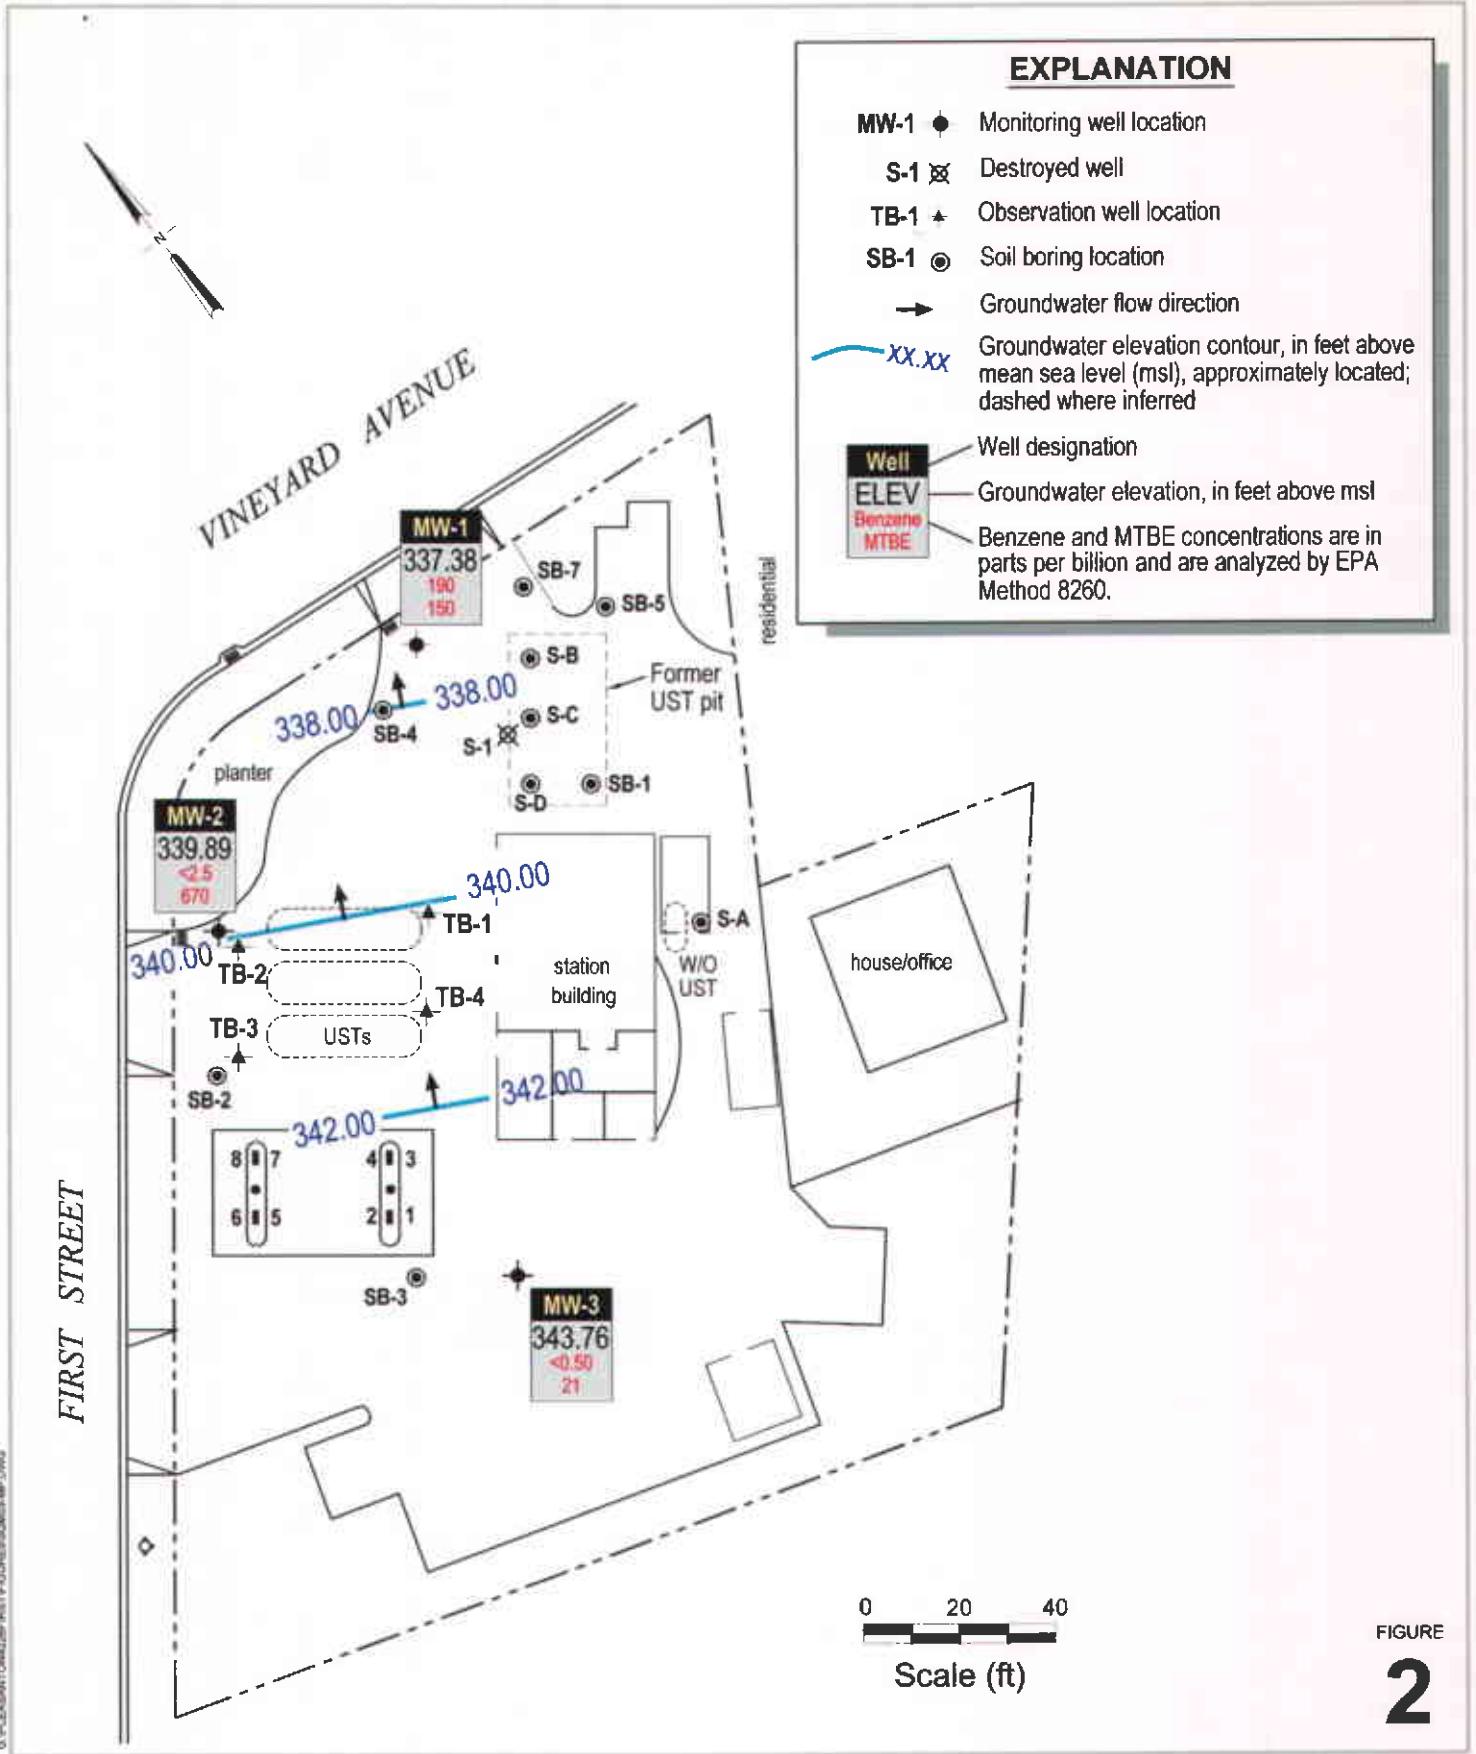 EXPLANATION
MW-1 Monitoring well location
S-1 Destroyed well
TB-1 Observation well location
SB-1 Soil boring location
Groundwater flow direction
XX.XX Groundwater elevation contour, in feet above
mean sea level (msl), approximately located;
dashed where inferred
Well
ELEV
Benzene
MTBE
Well designation
Groundwater elevation, in feet above msl
Benzene and MTBE concentrations are in
parts per billion and are analyzed by EPA
Method 8260.
N
VINEYARD AVENUE
MW-1
337.38
190
150
SB-7
SB-5
residential
S-B
Former
UST pit
338.00
338.00
SB-4
S-C
S-1
S-D
SB-1
planter
MW-2
339.89
<2.5
670
340.00
340.00
TB-1
TB-2
TB-4
TB-3
USTs
SB-2
station
building
S-A
W/O
UST
house/office
342.00
342.00
8 7
4 3
6 5
2 1
SB-3
MW-3
343.76
<0.50
21
FIRST STREET
0 20 40
Scale (ft)
FIGURE
2